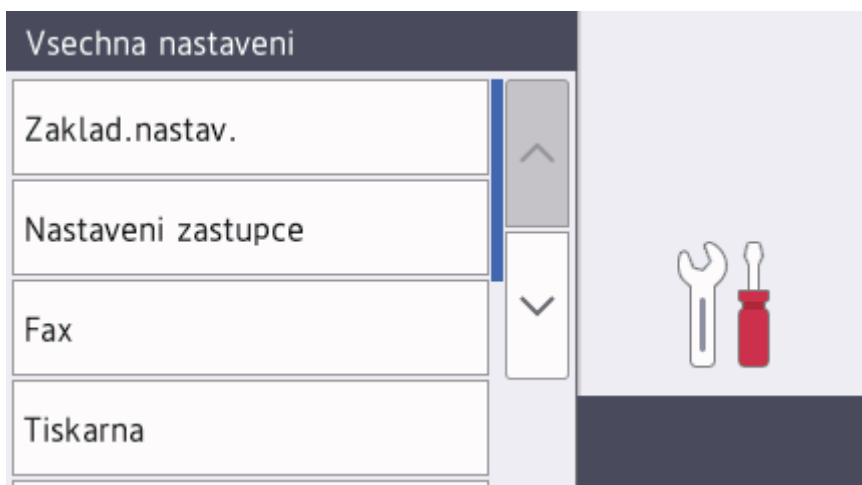 Vsechna nastaveni
Zaklad.nastav.
Nastaveni zastupce
Fax
Tiskarna